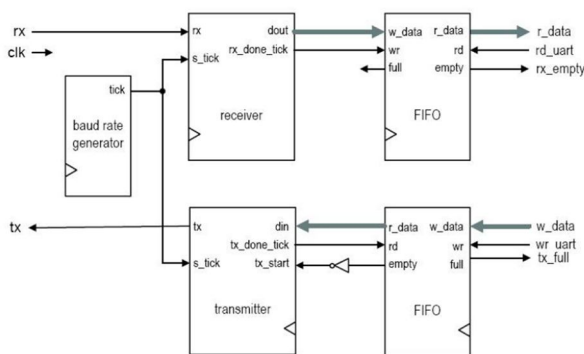 rx rx dout w_data r_data r_data
clk rx_done_tick wr rd rd_uart
s_tick full empty rx_empty
tick
baud rate
generator
receiver
FIFO
tx tx din r_data w_data w_data
tx_done_tick rd wr wr_uart
s_tick tx_start empty full tx_full
transmitter
FIFO